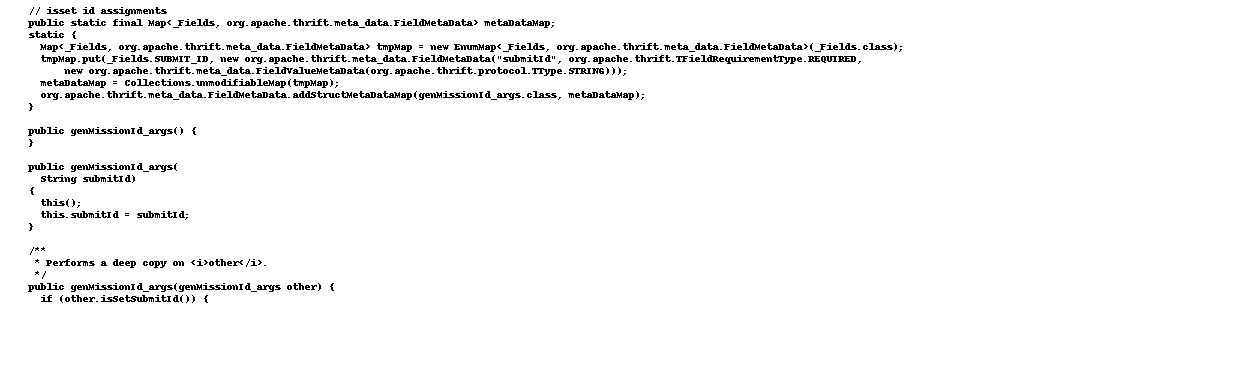 // isset id assignments
public static final Map<_Fields, org.apache.thrift.meta_data.FieldMetaData> metaDataMap;
static {
  Map<_Fields, org.apache.thrift.meta_data.FieldMetaData> tmpMap = new EnumMap<_Fields, org.apache.thrift.meta_data.FieldMetaData>(_Fields.class);
  tmpMap.put(_Fields.SUBMIT_ID, new org.apache.thrift.meta_data.FieldMetaData("submitId", org.apache.thrift.TFieldRequirementType.REQUIRED,
      new org.apache.thrift.meta_data.FieldValueMetaData(org.apache.thrift.protocol.TType.STRING)));
  metaDataMap = Collections.unmodifiableMap(tmpMap);
  org.apache.thrift.meta_data.FieldMetaData.addStructMetaDataMap(genMissionId_args.class, metaDataMap);
}

public genMissionId_args() {
}

public genMissionId_args(
  String submitId)
{
  this();
  this.submitId = submitId;
}

/**
 * Performs a deep copy on <i>other</i>.
 */
public genMissionId_args(genMissionId_args other) {
  if (other.isSetSubmitId()) {